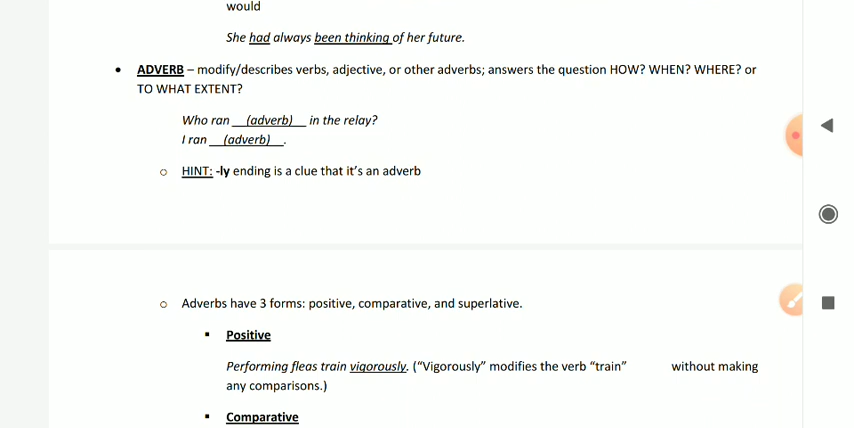 would
She had always been thinking of her future.
• ADVERB – modify/describes verbs, adjective, or other adverbs; answers the question HOW? WHEN? WHERE? or
TO WHAT EXTENT?
Who ran __(adverb)__ in the relay?
I ran __(adverb)__.
o HINT: -ly ending is a clue that it’s an adverb
o Adverbs have 3 forms: positive, comparative, and superlative.
▪ Positive
Performing fleas train vigorously. (“Vigorously” modifies the verb “train” without making
any comparisons.)
▪ Comparative